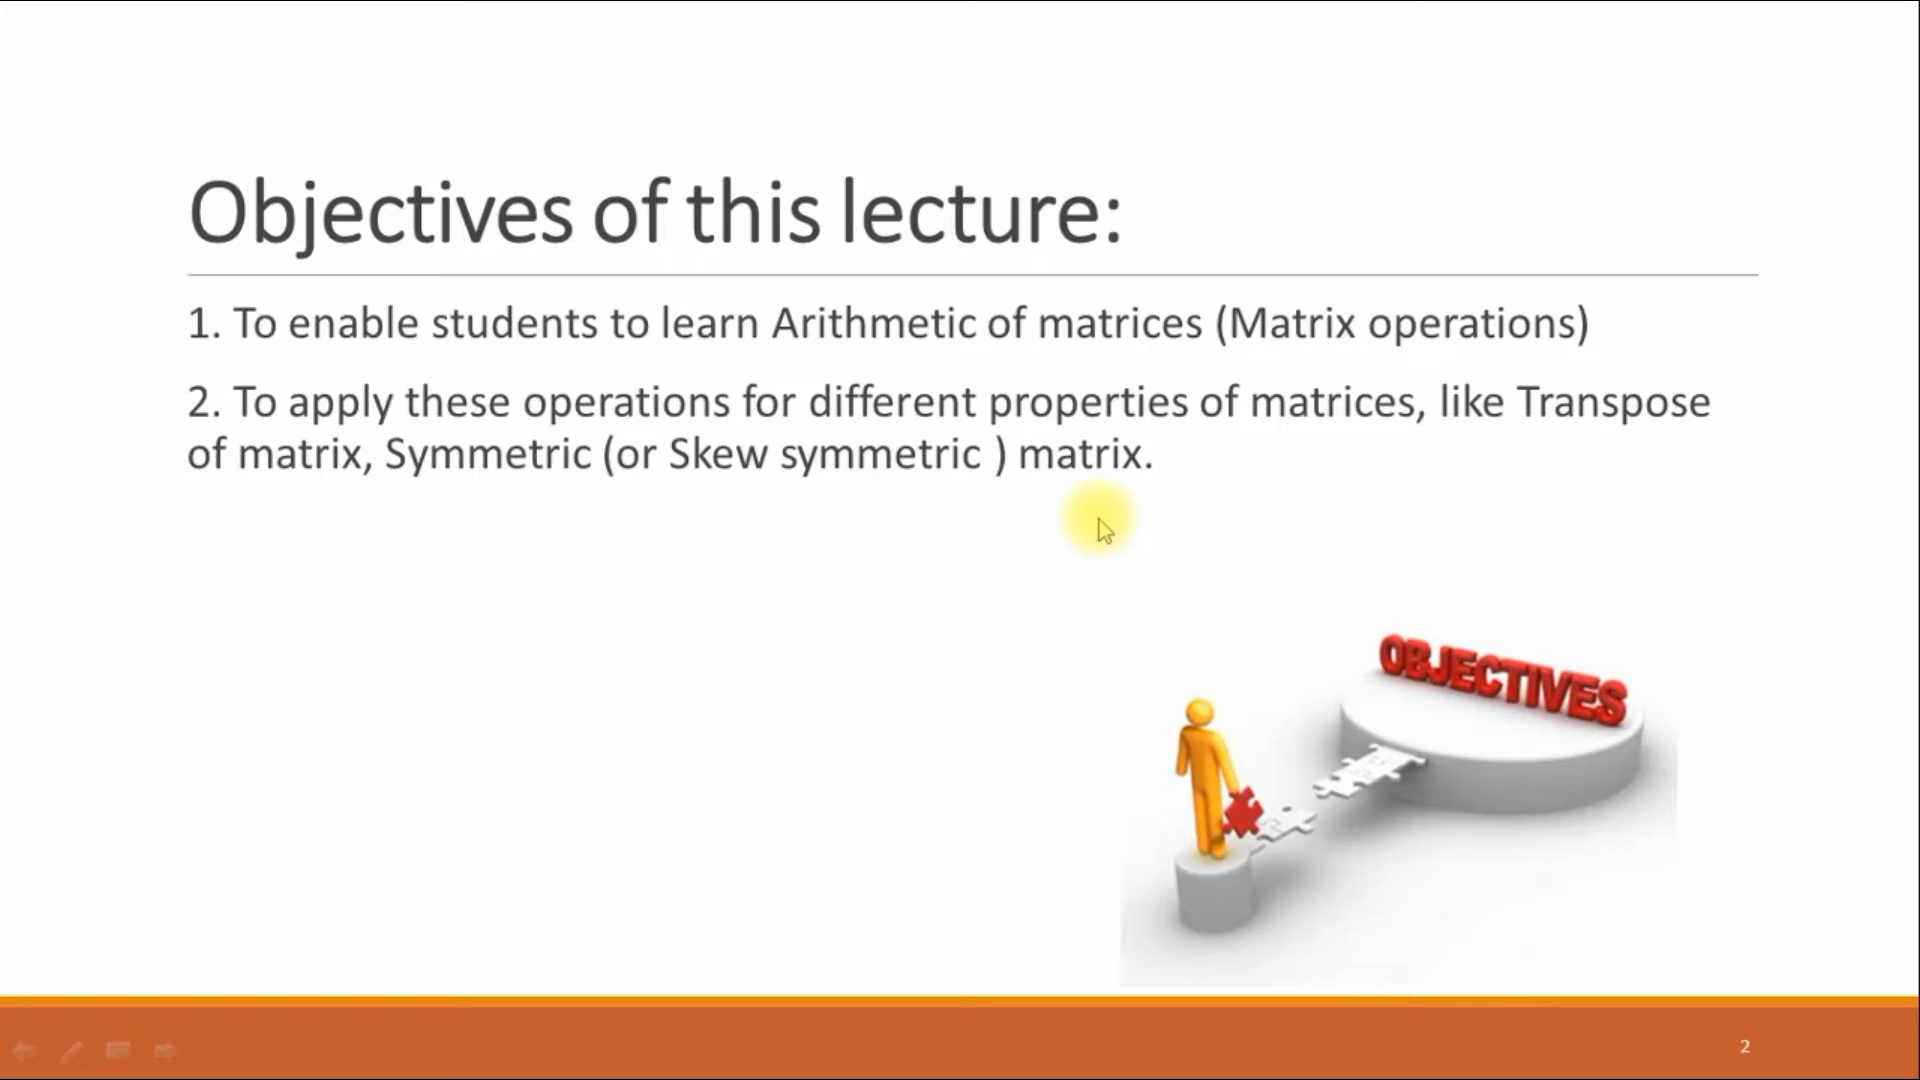 Objectives of this lecture:
1. To enable students to learn Arithmetic of matrices (Matrix operations)
2. To apply these operations for different properties of matrices, like Transpose
of matrix, Symmetric (or Skew symmetric ) matrix.
OBJECTIVES
2